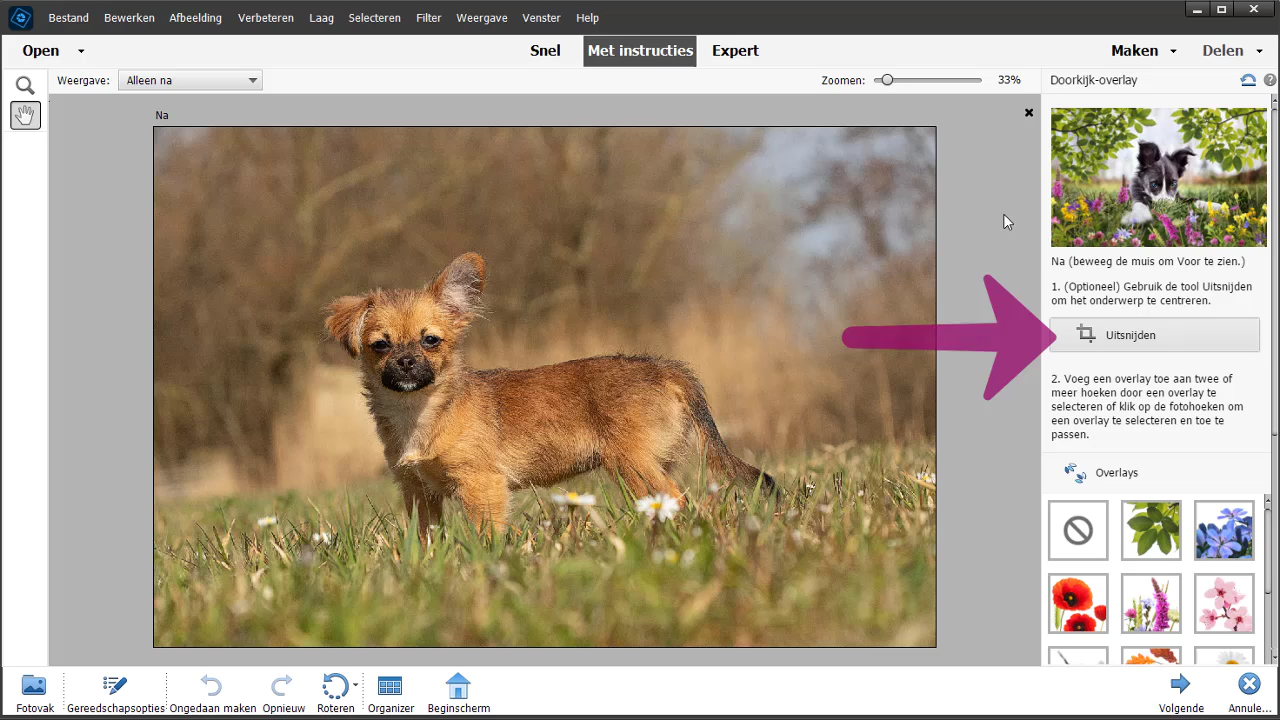 Bestand Bewerken Afbeelding Verbeteren Laag Selecteren Filter Weergave Venster Help
Open Snel Met instructies Expert Maken Delen
Weergave: Alleen na Zoomen: 33% Doorkijk-overlay
Na
Na (beweeg de muis om Voor te zien.)
1. (Optioneel) Gebruik de tool Uitsnijden
om het onderwerp te centreren.
Uitsnijden
2. Voeg een overlay toe aan twee of
meer hoeken door een overlay te
selecteren of klik op de fotohoeken om
een overlay te selecteren en toe te
passen.
Overlays
Fotovak Gereedschapsopties Ongedaan maken Opnieuw Roteren Organizer Beginscherm Volgende Annule...